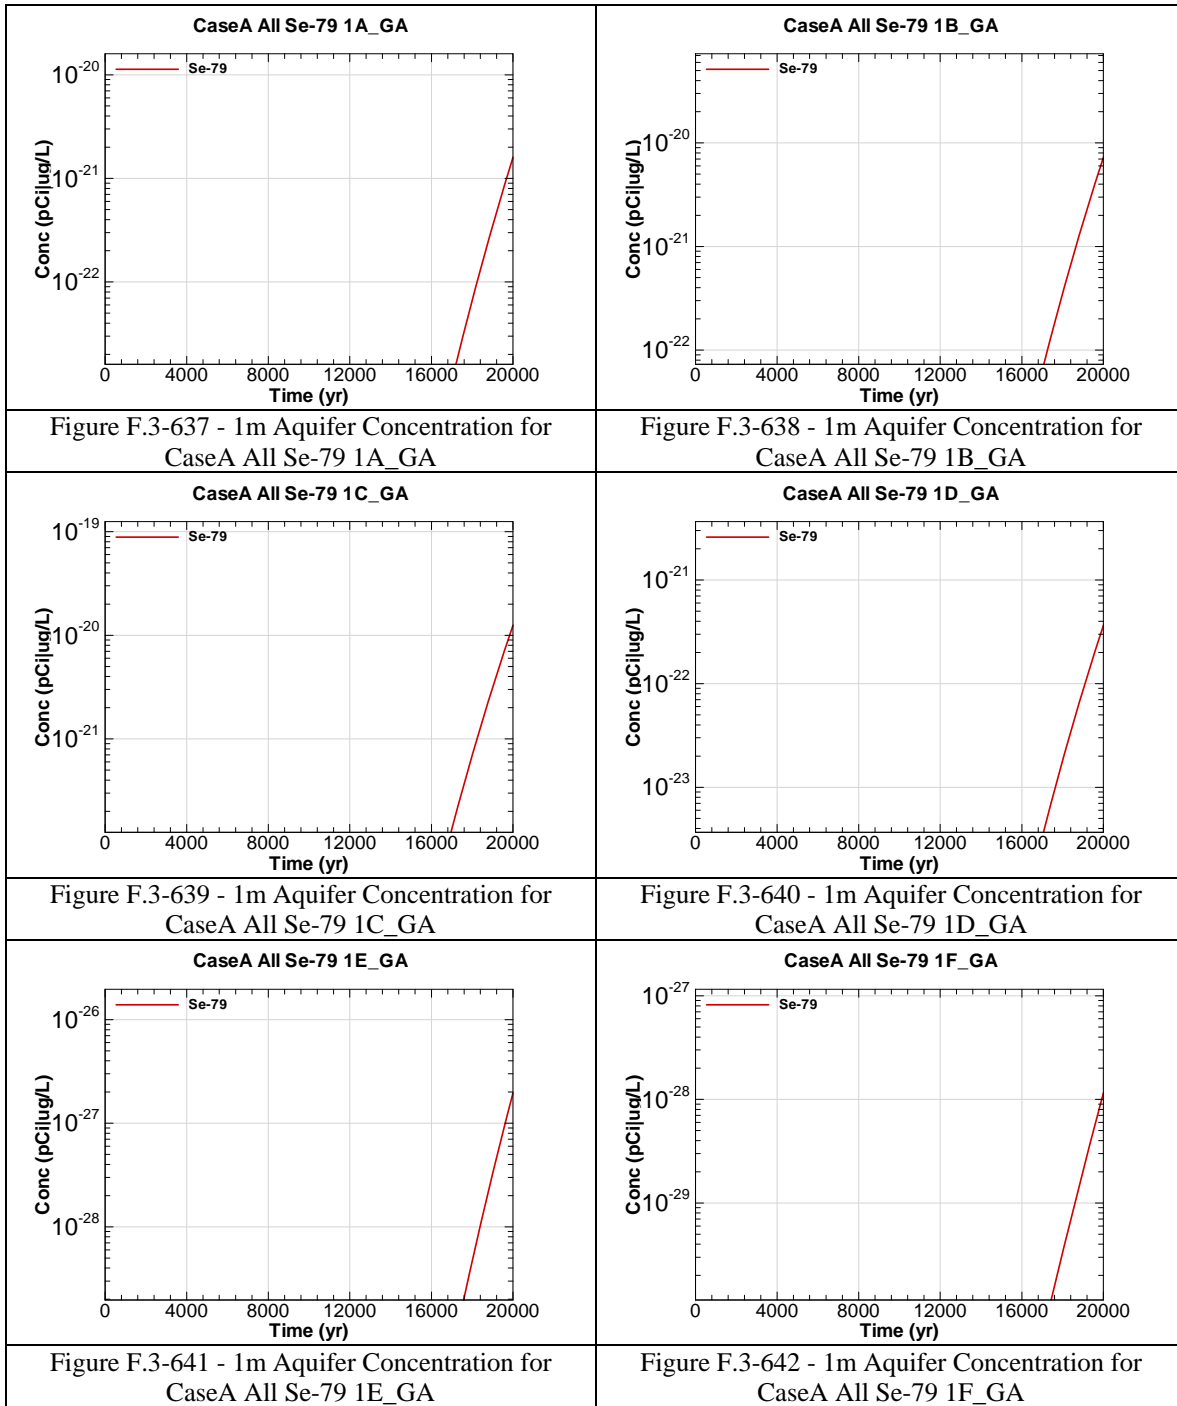 CaseA All Se-79 1A_GA
Se-79
10-20
10-21
10-22
Conc (pCi|ug/L)
0 4000 8000 12000 16000 20000
Time (yr)
Figure F.3-637 - 1m Aquifer Concentration for
CaseA All Se-79 1A_GA
CaseA All Se-79 1B_GA
Se-79
10-20
10-21
10-22
Conc (pCi|ug/L)
0 4000 8000 12000 16000 20000
Time (yr)
Figure F.3-638 - 1m Aquifer Concentration for
CaseA All Se-79 1B_GA
CaseA All Se-79 1C_GA
Se-79
10-19
10-20
10-21
Conc (pCi|ug/L)
0 4000 8000 12000 16000 20000
Time (yr)
Figure F.3-639 - 1m Aquifer Concentration for
CaseA All Se-79 1C_GA
CaseA All Se-79 1D_GA
Se-79
10-21
10-22
10-23
Conc (pCi|ug/L)
0 4000 8000 12000 16000 20000
Time (yr)
Figure F.3-640 - 1m Aquifer Concentration for
CaseA All Se-79 1D_GA
CaseA All Se-79 1E_GA
Se-79
10-26
10-27
10-28
Conc (pCi|ug/L)
0 4000 8000 12000 16000 20000
Time (yr)
Figure F.3-641 - 1m Aquifer Concentration for
CaseA All Se-79 1E_GA
CaseA All Se-79 1F_GA
Se-79
10-27
10-28
10-29
Conc (pCi|ug/L)
0 4000 8000 12000 16000 20000
Time (yr)
Figure F.3-642 - 1m Aquifer Concentration for
CaseA All Se-79 1F_GA